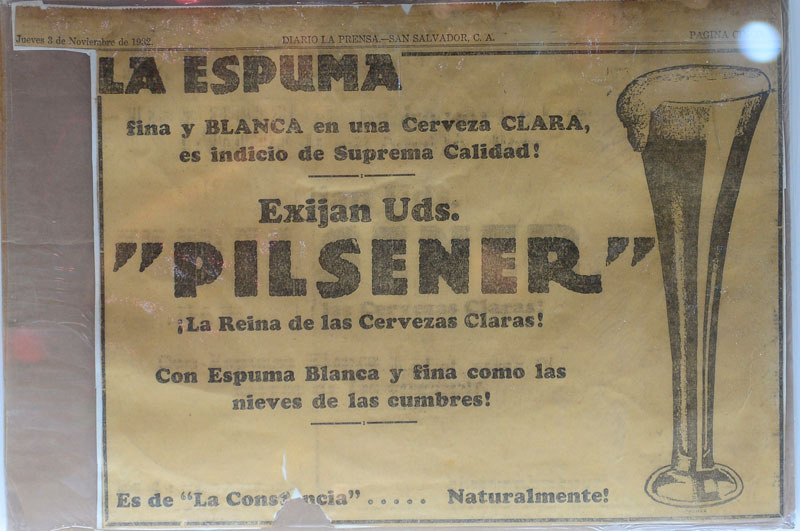 Jueves 3 de Noviembre de 1932.
DIARIO LA PRENSA.—SAN SALVADOR, C. A.
PAGINA
LA ESPUMA
fina y BLANCA en una Cerveza CLARA,
es indicio de Suprema Calidad!
Exijan Uds.
"PILSENER"
¡La Reina de las Cervezas Claras!
Con Espuma Blanca y fina como las
nieves de las cumbres!
Es de "La Constancia" ..... Naturalmente!